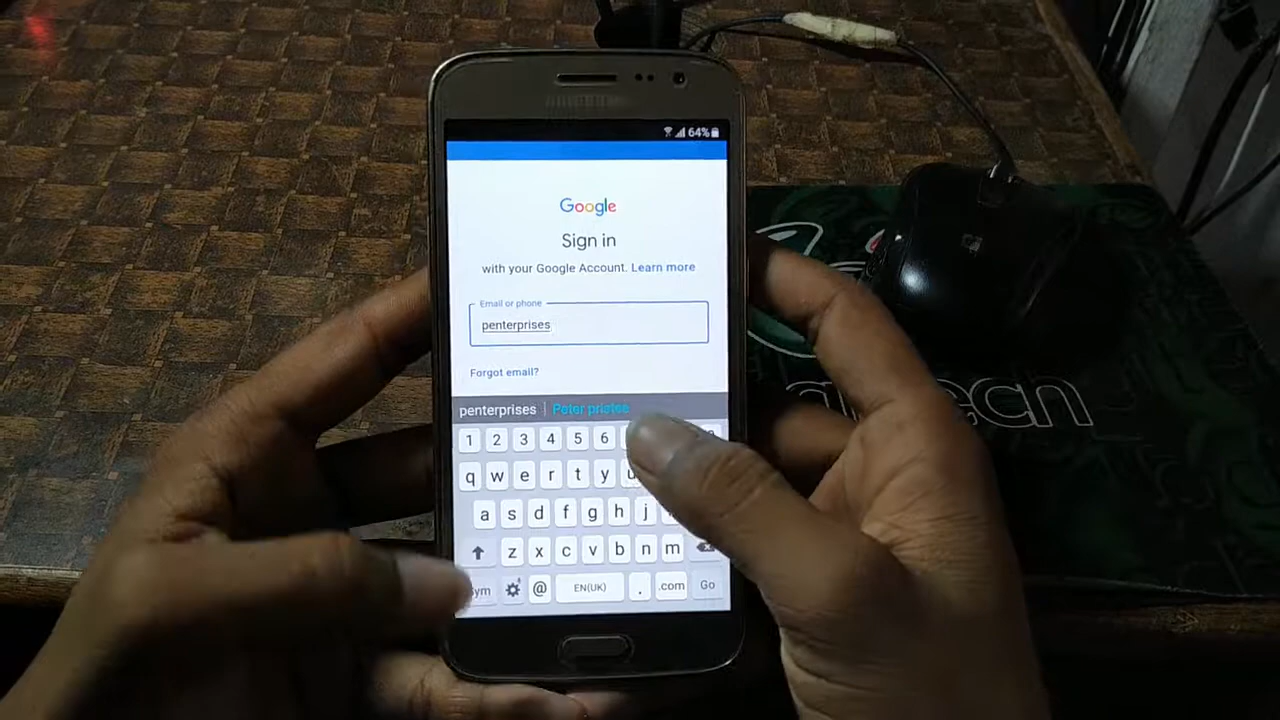 64%
Google
Sign in
with your Google Account. Learn more
Email or phone
penterprises
Forgot email?
penterprises Peter pristee
1 2 3 4 5 6
q w e r t y u
a s d f g h j
z x c v b n m
Sym @ EN(UK) . .com Go